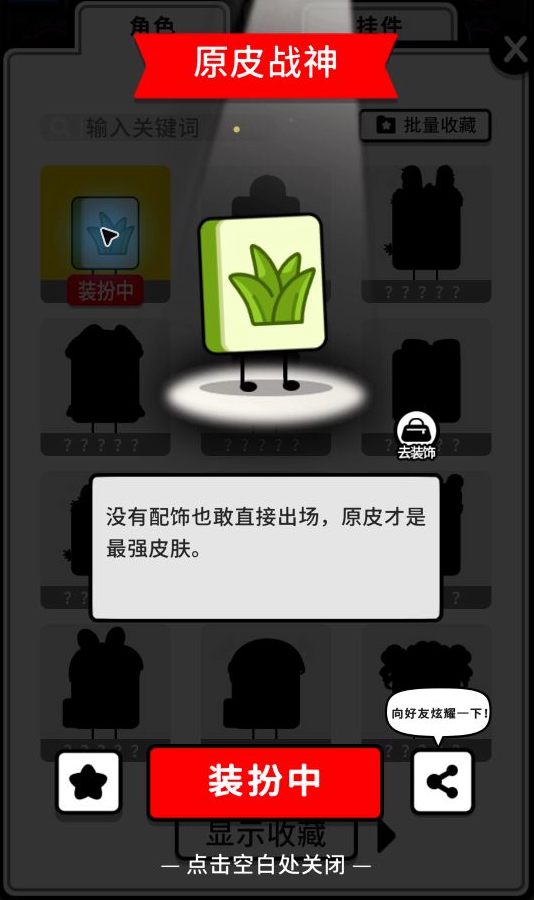 角色
挂件
原皮战神
输入关键词
批量收藏
装扮中
？？？？？
？？？？？
？？？？？
去装饰
没有配饰也敢直接出场，原皮才是
最强皮肤。
向好友炫耀一下！
装扮中
显示收藏
— 点击空白处关闭 —